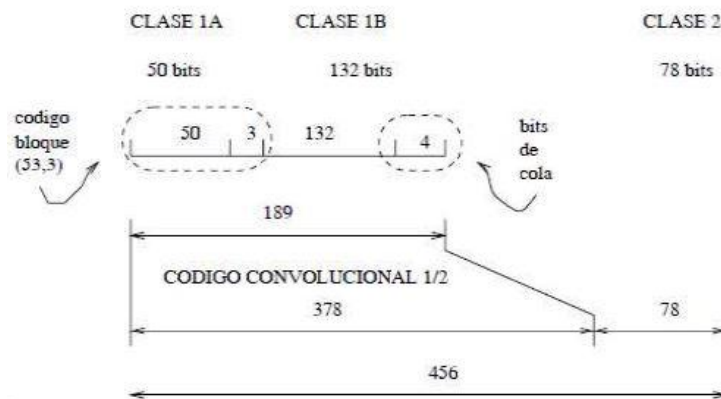 CLASE 1A CLASE 1B CLASE 2
50 bits 132 bits 78 bits
codigo
bloque
(53,3)
50 3 132 4
bits
de
cola
189
CODIGO CONVOLUCIONAL 1/2
378 78
456